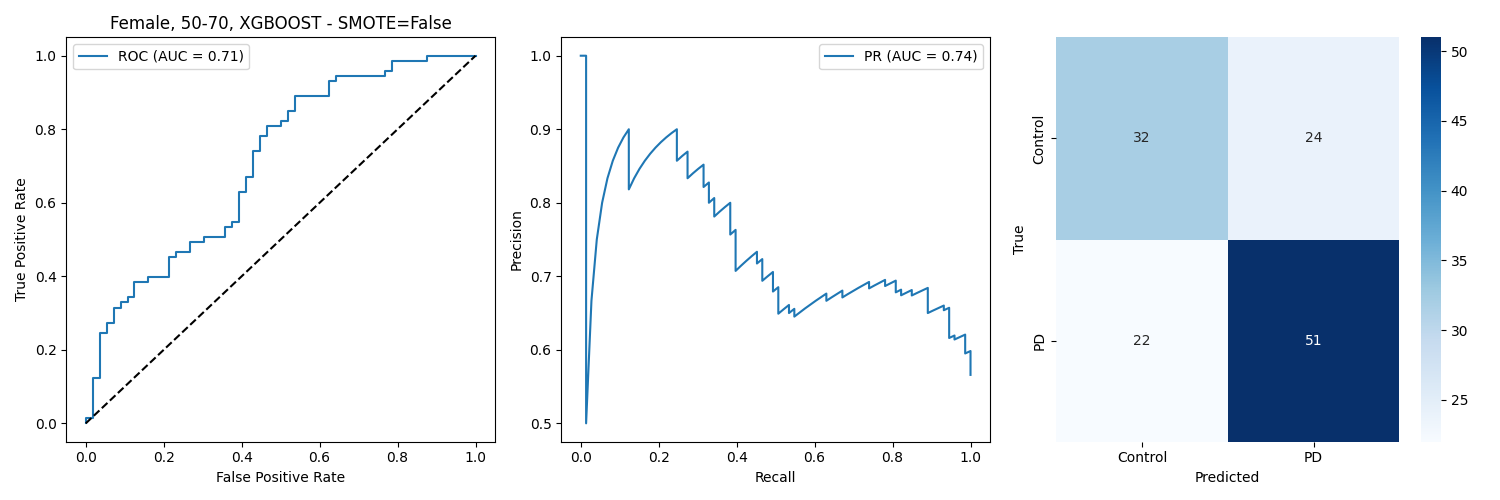 Female, 50-70, XGBOOST - SMOTE=False
ROC (AUC = 0.71)
True Positive Rate
1.0
0.8
0.6
0.4
0.2
0.0
0.0 0.2 0.4 0.6 0.8 1.0
False Positive Rate
PR (AUC = 0.74)
Precision
1.0
0.9
0.8
0.7
0.6
0.5
0.0 0.2 0.4 0.6 0.8 1.0
Recall
True
Control
32 24
PD
22 51
Control PD
Predicted
50
45
40
35
30
25